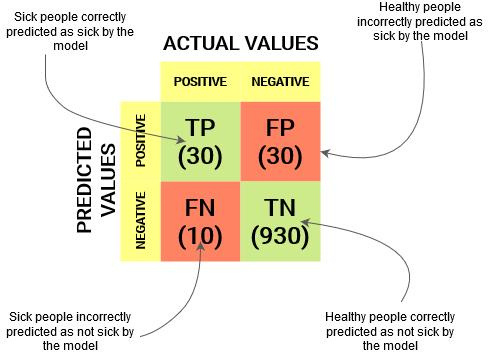 Sick people correctly
predicted as sick by the
model
Healthy people
incorrectly predicted as
sick by the model
ACTUAL VALUES
POSITIVE NEGATIVE
PREDICTED
VALUES
POSITIVE
TP
(30)
FP
(30)
NEGATIVE
FN
(10)
TN
(930)
Sick people incorrectly
predicted as not sick by
the model
Healthy people correctly
predicted as not sick by
the model